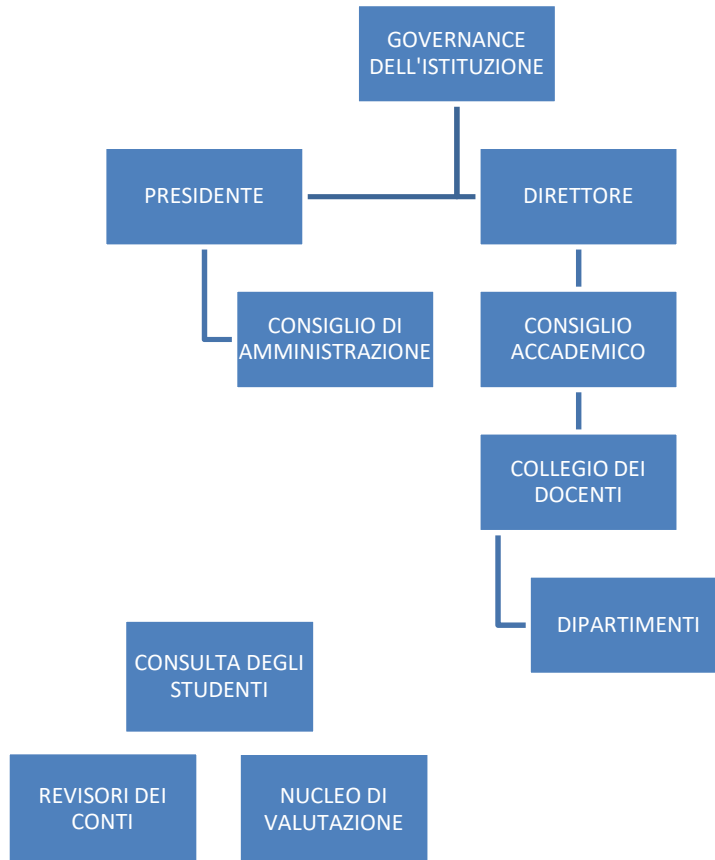 GOVERNANCE
DELL'ISTITUZIONE
PRESIDENTE
DIRETTORE
CONSIGLIO DI
AMMINISTRAZIONE
CONSIGLIO
ACCADEMICO
COLLEGIO DEI
DOCENTI
DIPARTIMENTI
CONSULTA DEGLI
STUDENTI
REVISORI DEI
CONTI
NUCLEO DI
VALUTAZIONE